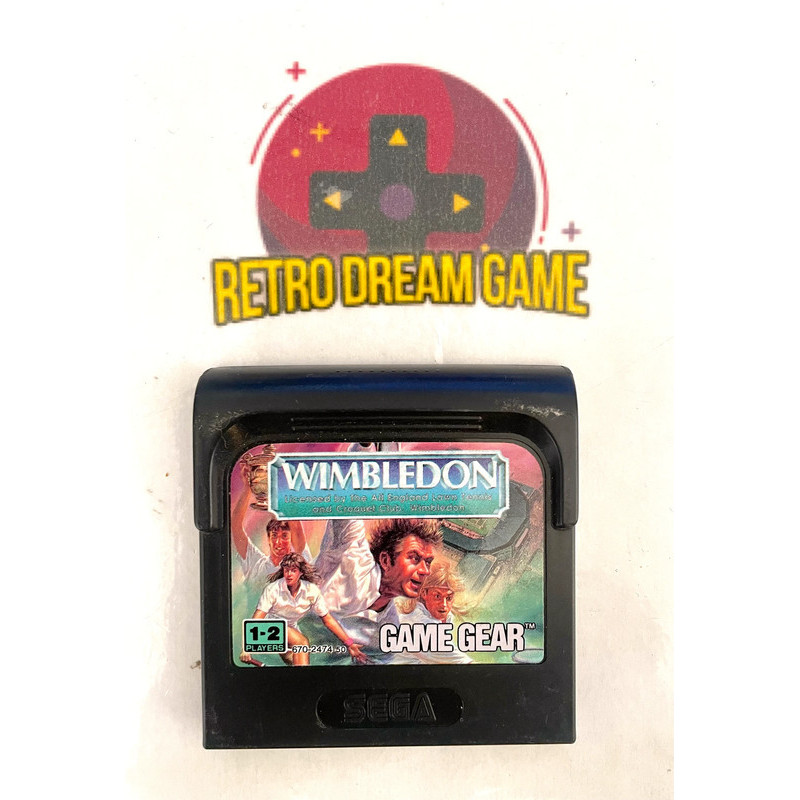 RETRO DREAM GAME
WIMBLEDON
Licensed by the All England Lawn Tennis
and Croquet Club, Wimbledon.
1-2
PLAYERS
670-2474-50
GAME GEAR™
SEGA